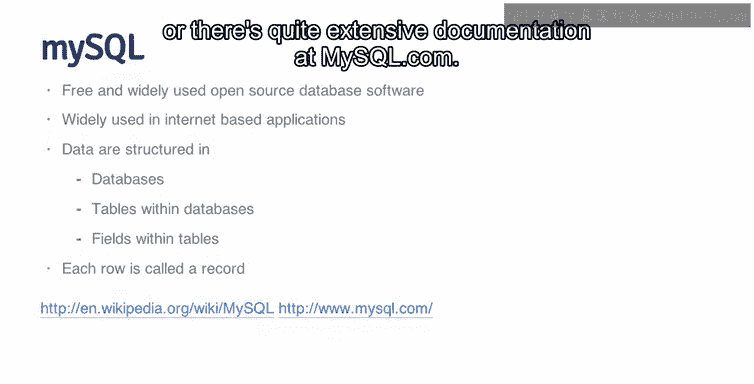 or there's quite extensive documentation
at MySQL.com.
mySQL
· Free and widely used open source database software
· Widely used in internet based applications
· Data are structured in
- Databases
- Tables within databases
- Fields within tables
· Each row is called a record
http://en.wikipedia.org/wiki/MySQL http://www.mysql.com/